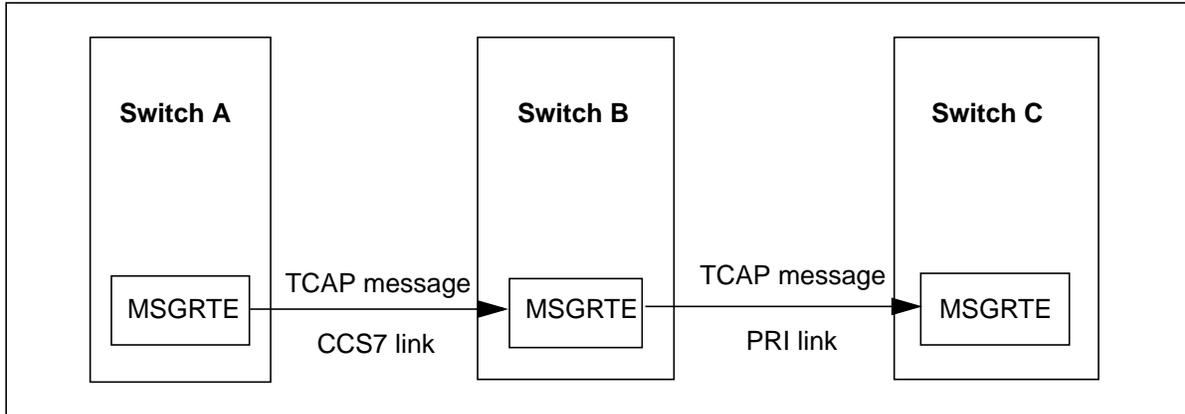 Switch A
Switch B
Switch C
TCAP message
TCAP message
MSGRTE
MSGRTE
MSGRTE
CCS7 link
PRI link